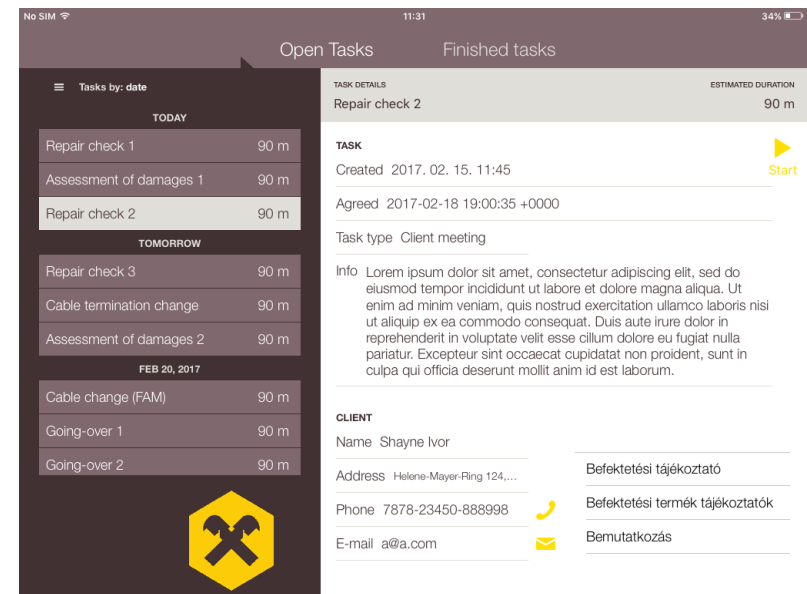 No SIM 11:31 34%
Open Tasks Finished tasks
Tasks by: date
TODAY
Repair check 1 90 m
Assessment of damages 1 90 m
Repair check 2 90 m
TOMORROW
Repair check 3 90 m
Cable termination change 90 m
Assessment of damages 2 90 m
FEB 20, 2017
Cable change (FAM) 90 m
Going-over 1 90 m
Going-over 2 90 m
TASK DETAILS ESTIMATED DURATION
Repair check 2 90 m
TASK
Start
Created 2017. 02. 15. 11:45
Agreed 2017-02-18 19:00:35 +0000
Task type Client meeting
Info Lorem ipsum dolor sit amet, consectetur adipiscing elit, sed do
eiusmod tempor incididunt ut labore et dolore magna aliqua. Ut
enim ad minim veniam, quis nostrud exercitation ullamco laboris nisi
ut aliquip ex ea commodo consequat. Duis aute irure dolor in
reprehenderit in voluptate velit esse cillum dolore eu fugiat nulla
pariatur. Excepteur sint occaecat cupidatat non proident, sunt in
culpa qui officia deserunt mollit anim id est laborum.
CLIENT
Name Shayne Ivor
Address Helene-Mayer-Ring 124,...
Phone 7878-23450-888998
E-mail a@a.com
Befektetési tájékoztató
Befektetési termék tájékoztatók
Bemutatkozás